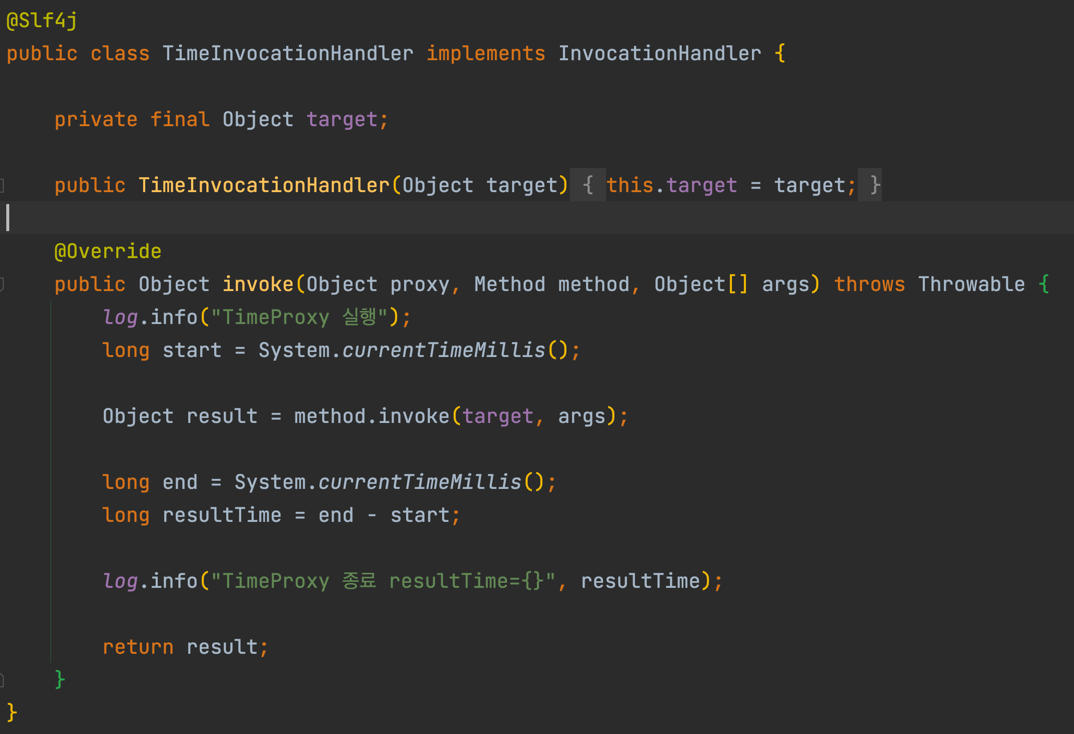 @Slf4j
public class TimeInvocationHandler implements InvocationHandler {
private final Object target;
public TimeInvocationHandler(Object target) { this.target = target; }
@Override
public Object invoke(Object proxy, Method method, Object[] args) throws Throwable {
log.info("TimeProxy 실행");
long start = System.currentTimeMillis();
Object result = method.invoke(target, args);
long end = System.currentTimeMillis();
long resultTime = end - start;
log.info("TimeProxy 종료 resultTime={}", resultTime);
return result;
}
}